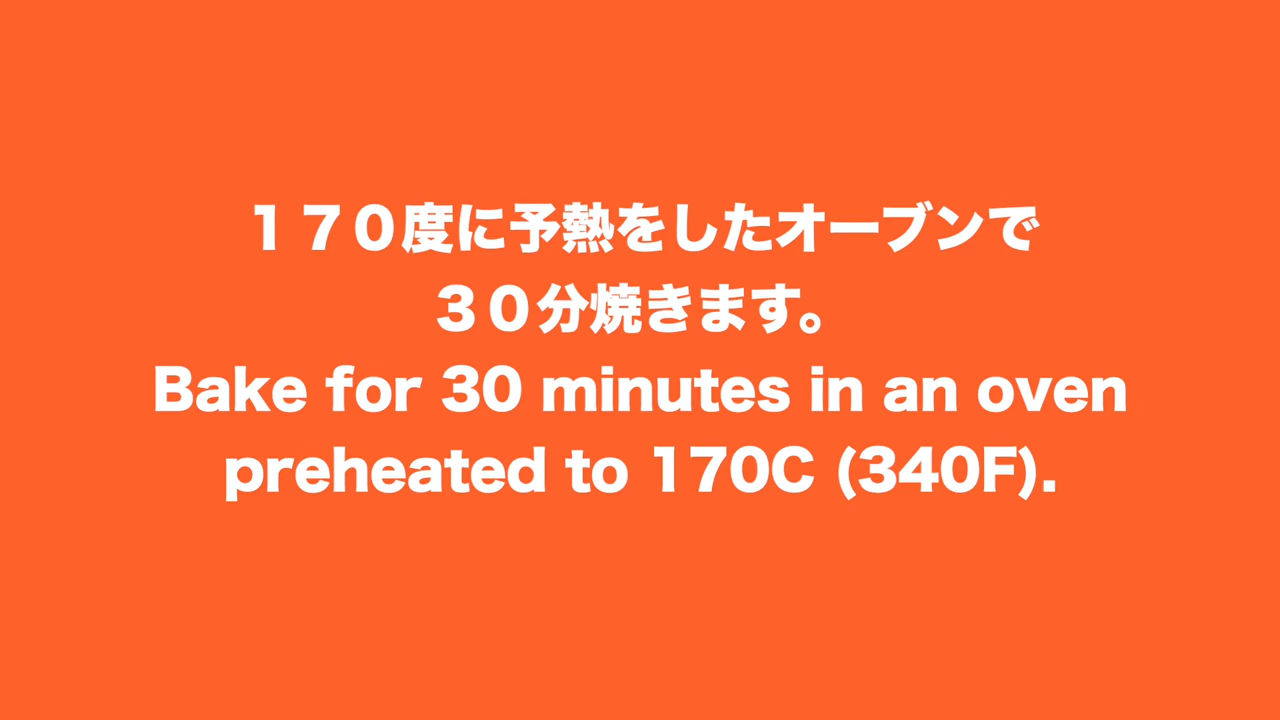 １７０度に予熱をしたオーブンで
３０分焼きます。
Bake for 30 minutes in an oven
preheated to 170C (340F).